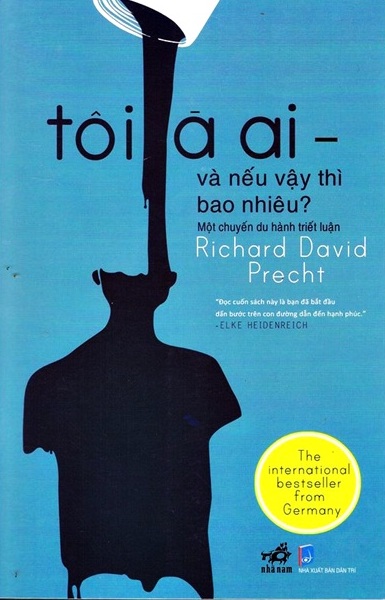 tôi là ai –
và nếu vậy thì
bao nhiêu?
Một chuyến du hành triết luận
Richard David
Precht
"Đọc cuốn sách này là bạn đã bắt đầu
dấn bước trên con đường dẫn đến hạnh phúc."
-ELKE HEIDENREICH
The
international
bestseller
from
Germany
nhã nam
NHÀ XUẤT BẢN DÂN TRÍ